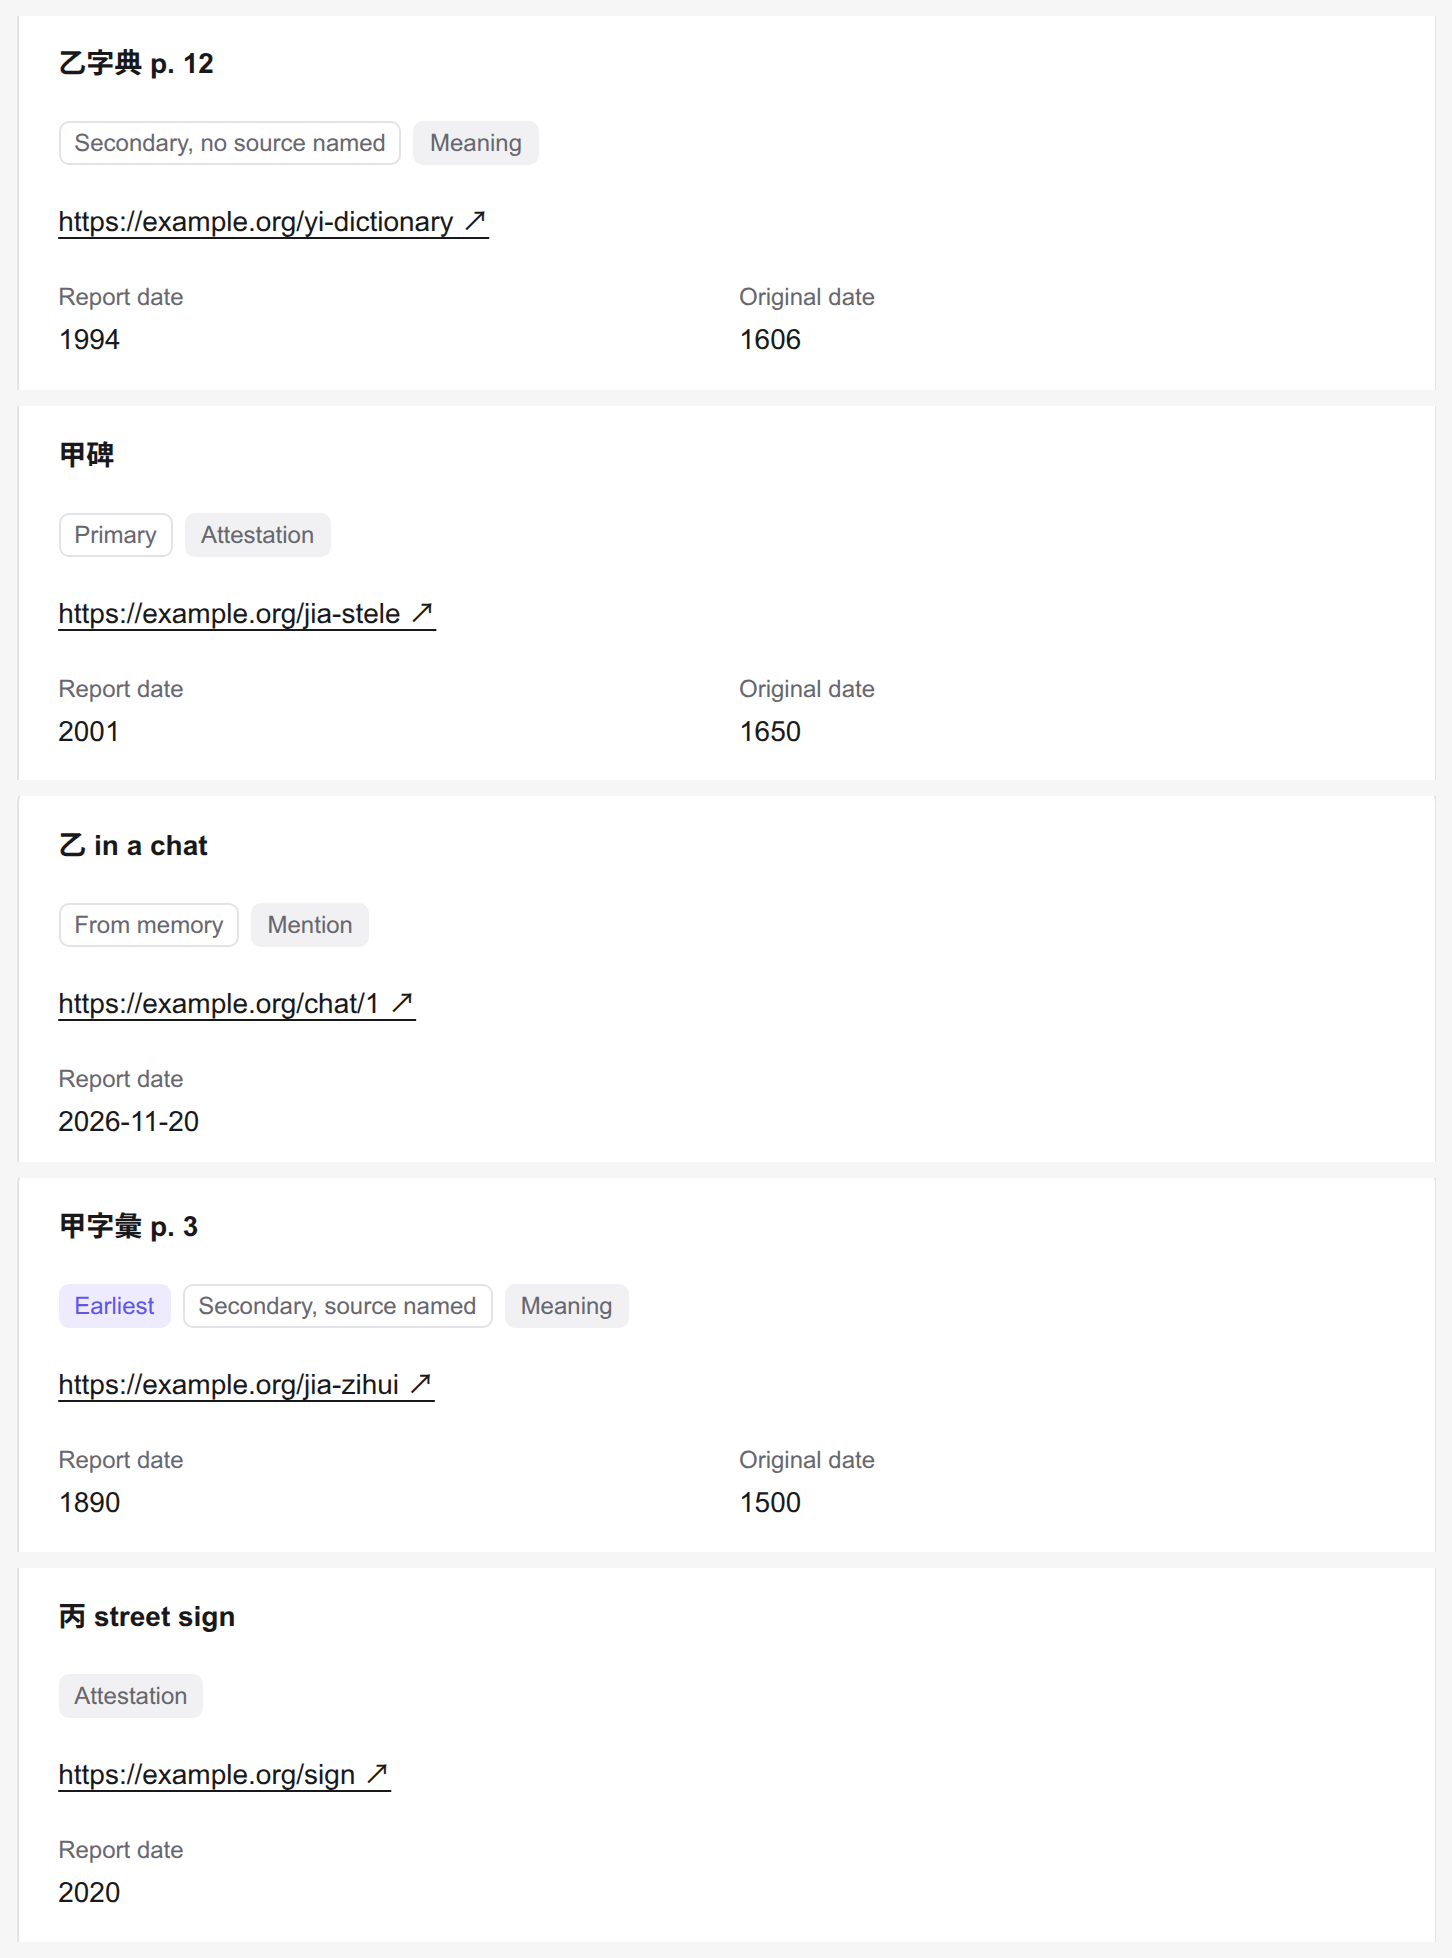 乙字典 p. 12
Secondary, no source named Meaning
https://example.org/yi-dictionary ↗
Report date Original date
1994 1606
甲碑
Primary Attestation
https://example.org/jia-stele ↗
Report date Original date
2001 1650
乙 in a chat
From memory Mention
https://example.org/chat/1 ↗
Report date
2026-11-20
甲字彙 p. 3
Earliest Secondary, source named Meaning
https://example.org/jia-zihui ↗
Report date Original date
1890 1500
丙 street sign
Attestation
https://example.org/sign ↗
Report date
2020